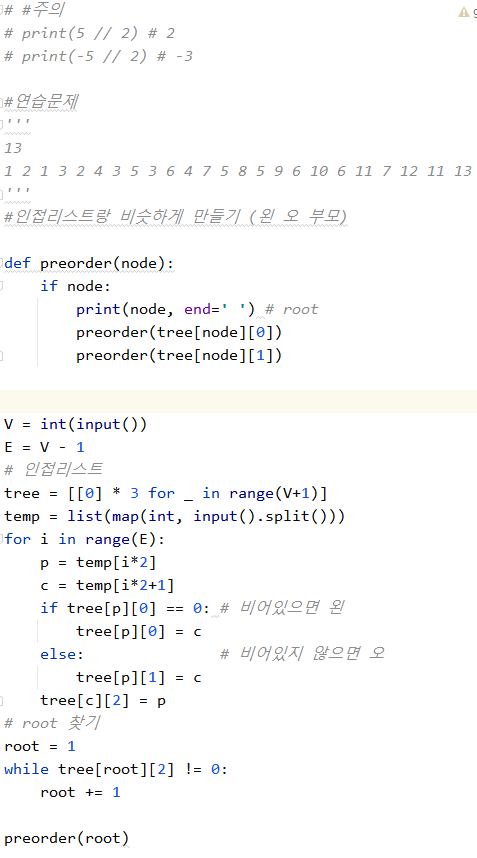 # #주의
# print(5 // 2) # 2
# print(-5 // 2) # -3
#연습문제
'''
13
1 2 1 3 2 4 3 5 3 6 4 7 5 8 5 9 6 10 6 11 7 12 11 13
'''
#인접리스트랑 비슷하게 만들기 (왼 오 부모)
def preorder(node):
    if node:
        print(node, end=' ') # root
        preorder(tree[node][0])
        preorder(tree[node][1])
V = int(input())
E = V - 1
# 인접리스트
tree = [[0] * 3 for _ in range(V+1)]
temp = list(map(int, input().split()))
for i in range(E):
    p = temp[i*2]
    c = temp[i*2+1]
    if tree[p][0] == 0: # 비어있으면 왼
        tree[p][0] = c
    else:               # 비어있지 않으면 오
        tree[p][1] = c
    tree[c][2] = p
# root 찾기
root = 1
while tree[root][2] != 0:
    root += 1
preorder(root)